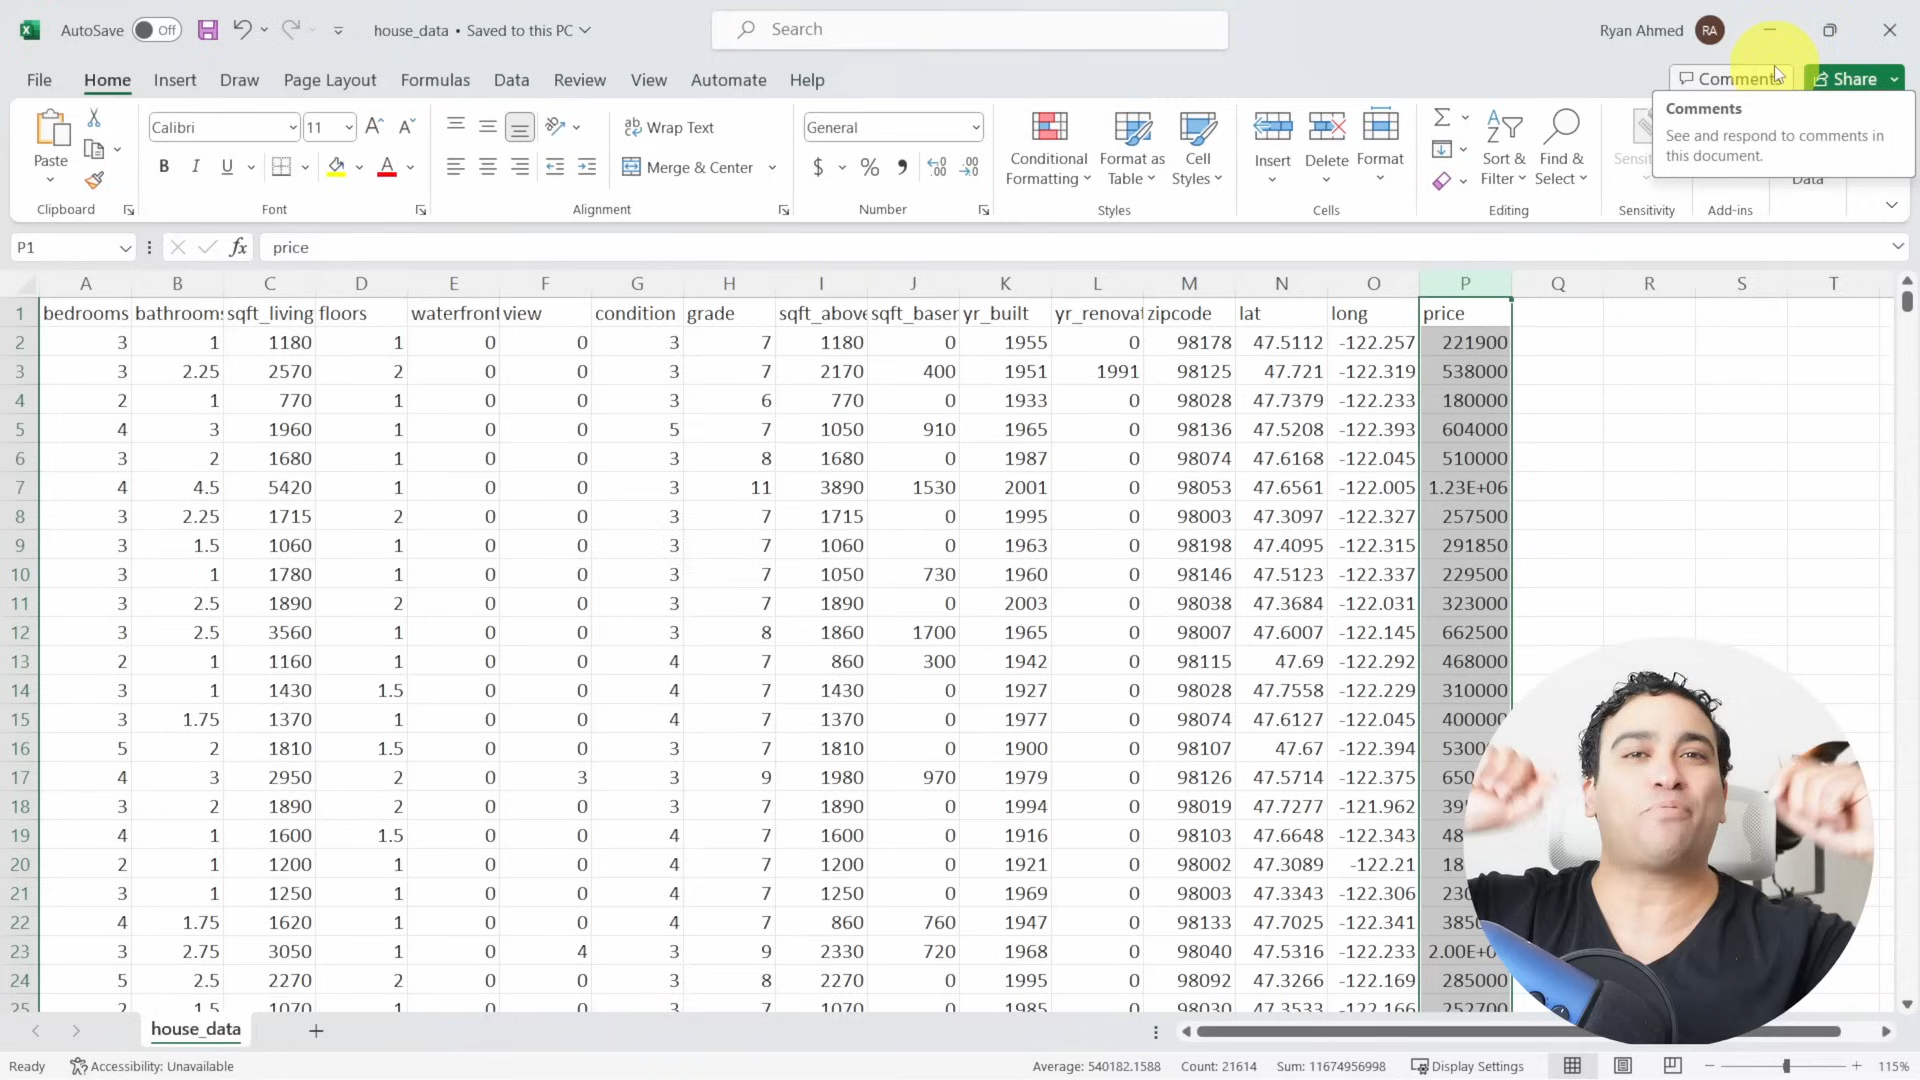 AutoSave Off house_data • Saved to this PC Search Ryan Ahmed RA
File Home Insert Draw Page Layout Formulas Data Review View Automate Help Comments Share
Comments
See and respond to comments in
this document.
Paste Calibri 11 Wrap Text General Conditional Formatting Format as Table Cell Styles Insert Delete Format Sort & Filter Find & Select
B I U Merge & Center $ % Data
Clipboard Font Alignment Number Styles Cells Editing Sensitivity Add-ins
P1 fx price
A B C D E F G H I J K L M N O P Q R S T
1 bedrooms bathrooms sqft_living floors waterfront view condition grade sqft_above sqft_baser yr_built yr_renovat zipcode lat long price
2 3 1 1180 1 0 0 3 7 1180 0 1955 0 98178 47.5112 -122.257 221900
3 3 2.25 2570 2 0 0 3 7 2170 400 1951 1991 98125 47.721 -122.319 538000
4 2 1 770 1 0 0 3 6 770 0 1933 0 98028 47.7379 -122.233 180000
5 4 3 1960 1 0 0 5 7 1050 910 1965 0 98136 47.5208 -122.393 604000
6 3 2 1680 1 0 0 3 8 1680 0 1987 0 98074 47.6168 -122.045 510000
7 4 4.5 5420 1 0 0 3 11 3890 1530 2001 0 98053 47.6561 -122.005 1.23E+06
8 3 2.25 1715 2 0 0 3 7 1715 0 1995 0 98003 47.3097 -122.327 257500
9 3 1.5 1060 1 0 0 3 7 1060 0 1963 0 98198 47.4095 -122.315 291850
10 3 1 1780 1 0 0 3 7 1050 730 1960 0 98146 47.5123 -122.337 229500
11 3 2.5 1890 2 0 0 3 7 1890 0 2003 0 98038 47.3684 -122.031 323000
12 3 2.5 3560 1 0 0 3 8 1860 1700 1965 0 98007 47.6007 -122.145 662500
13 2 1 1160 1 0 0 4 7 860 300 1942 0 98115 47.69 -122.292 468000
14 3 1 1430 1.5 0 0 4 7 1430 0 1927 0 98028 47.7558 -122.229 310000
15 3 1.75 1370 1 0 0 4 7 1370 0 1977 0 98074 47.6127 -122.045 400000
16 5 2 1810 1.5 0 0 3 7 1810 0 1900 0 98107 47.67 -122.394
17 4 3 2950 2 0 3 3 9 1980 970 1979 0 98126 47.5714 -122.375
18 3 2 1890 2 0 0 3 7 1890 0 1994 0 98019 47.7277 -121.962
19 4 1 1600 1.5 0 0 4 7 1600 0 1916 0 98103 47.6648 -122.343
20 2 1 1200 1 0 0 4 7 1200 0 1921 0 98002 47.3089 -122.21
21 3 1 1250 1 0 0 4 7 1250 0 1969 0 98003 47.3343 -122.306
22 4 1.75 1620 1 0 0 4 7 860 760 1947 0 98133 47.7025 -122.341
23 3 2.75 3050 1 0 4 3 9 2330 720 1968 0 98040 47.5316 -122.233
24 5 2.5 2270 2 0 0 3 8 2270 0 1995 0 98092 47.3266 -122.169 285000
25 2 1.5 1070 1 0 0 3 7 1070 0 1985 0 98030 47.3533 -122.166 252700
house_data
Ready Accessibility: Unavailable Average: 540182.1588 Count: 21614 Sum: 11674956998 Display Settings 115%